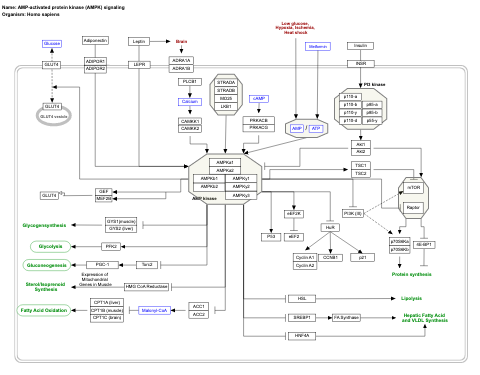 Name: AMP-activated protein kinase (AMPK) signaling
Organism: Homo sapiens
Low glucose,
Hypoxia, Ischemia,
Heat shock
Glucose
Adiponectin
Leptin
Brain
Metformin
Insulin
GLUT4
ADIPOR1
ADIPOR2
LEPR
ADRA1A
ADRA1B
INSR
PLCB1
STRADA
STRADB
MO25
LKB1
PI3 kinase
Calcium
cAMP
p110-a
p110-b
p110-g
p110-d
p85-a
p85-b
p55-γ
GLUT4
GLUT4 vesicle
CAMKK1
CAMKK2
PRKACB
PRKACG
AMP / ATP
Akt1
Akt2
AMPKa1
AMPKa2
AMPKb1
AMPKb2
AMPKγ1
AMPKγ2
AMPKγ3
AMP kinase
TSC1
TSC2
mTOR
Raptor
GLUT4
GEF
MEF2B
GYS1(muscle)
GYS2 (liver)
Glycogensynthesis
eEF2K
P53
eEF2
HuR
PI3K (III)
p70S6Ka
p70S6Kb
4E-BP1
Glycolysis
PFK2
Cyclin A1
Cyclin A2
CCNB1
p21
Gluconeogenesis
PGC-1
Torc2
Protein synthesis
Expression of
Mitochondrial
Genes in Muscle
Sterol/Isoprenoid
Synthesis
HMG CoA Reductase
Fatty Acid Oxidation
CPT1A (liver)
CPT1B (muscle)
CPT1C (brain)
Malonyl-CoA
ACC1
ACC2
HSL
Lipolysis
SREBP1
FA Synthase
Hepatic Fatty Acid
and VLDL Synthesis
HNF4A